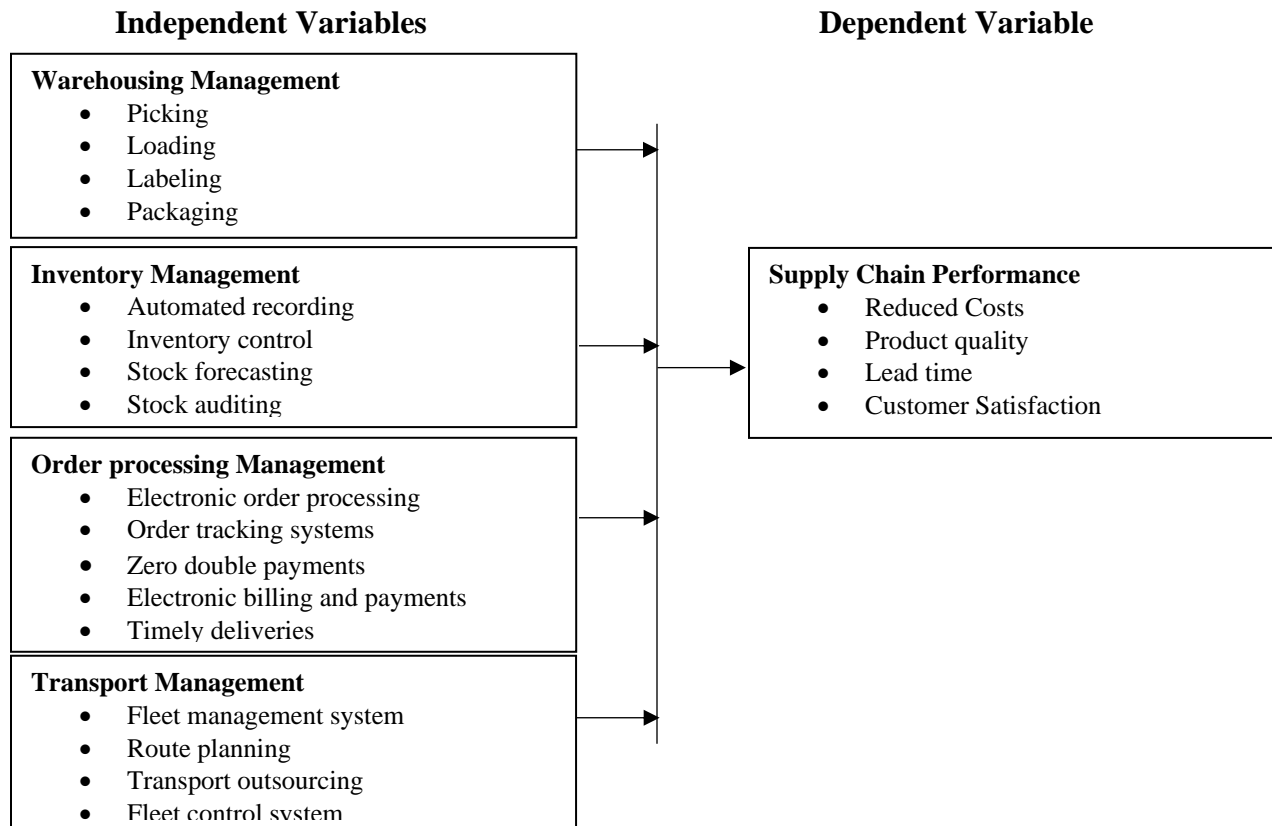 Independent Variables
Dependent Variable
Warehousing Management
• Picking
• Loading
• Labeling
• Packaging
Inventory Management
• Automated recording
• Inventory control
• Stock forecasting
• Stock auditing
Order processing Management
• Electronic order processing
• Order tracking systems
• Zero double payments
• Electronic billing and payments
• Timely deliveries
Transport Management
• Fleet management system
• Route planning
• Transport outsourcing
• Fleet control system
Supply Chain Performance
• Reduced Costs
• Product quality
• Lead time
• Customer Satisfaction